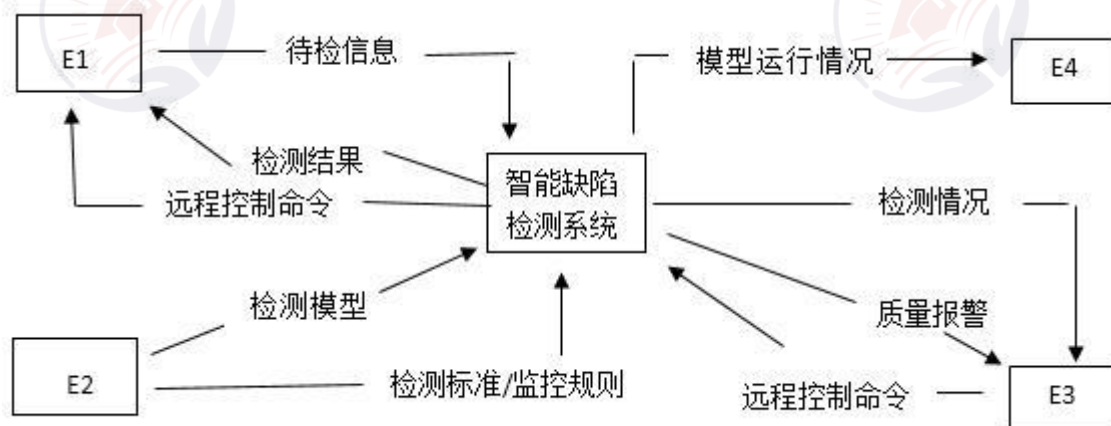 E1
待检信息
模型运行情况
E4
检测结果
远程控制命令
智能缺陷
检测系统
检测情况
检测模型
质量报警
E2
检测标准/监控规则
远程控制命令
E3